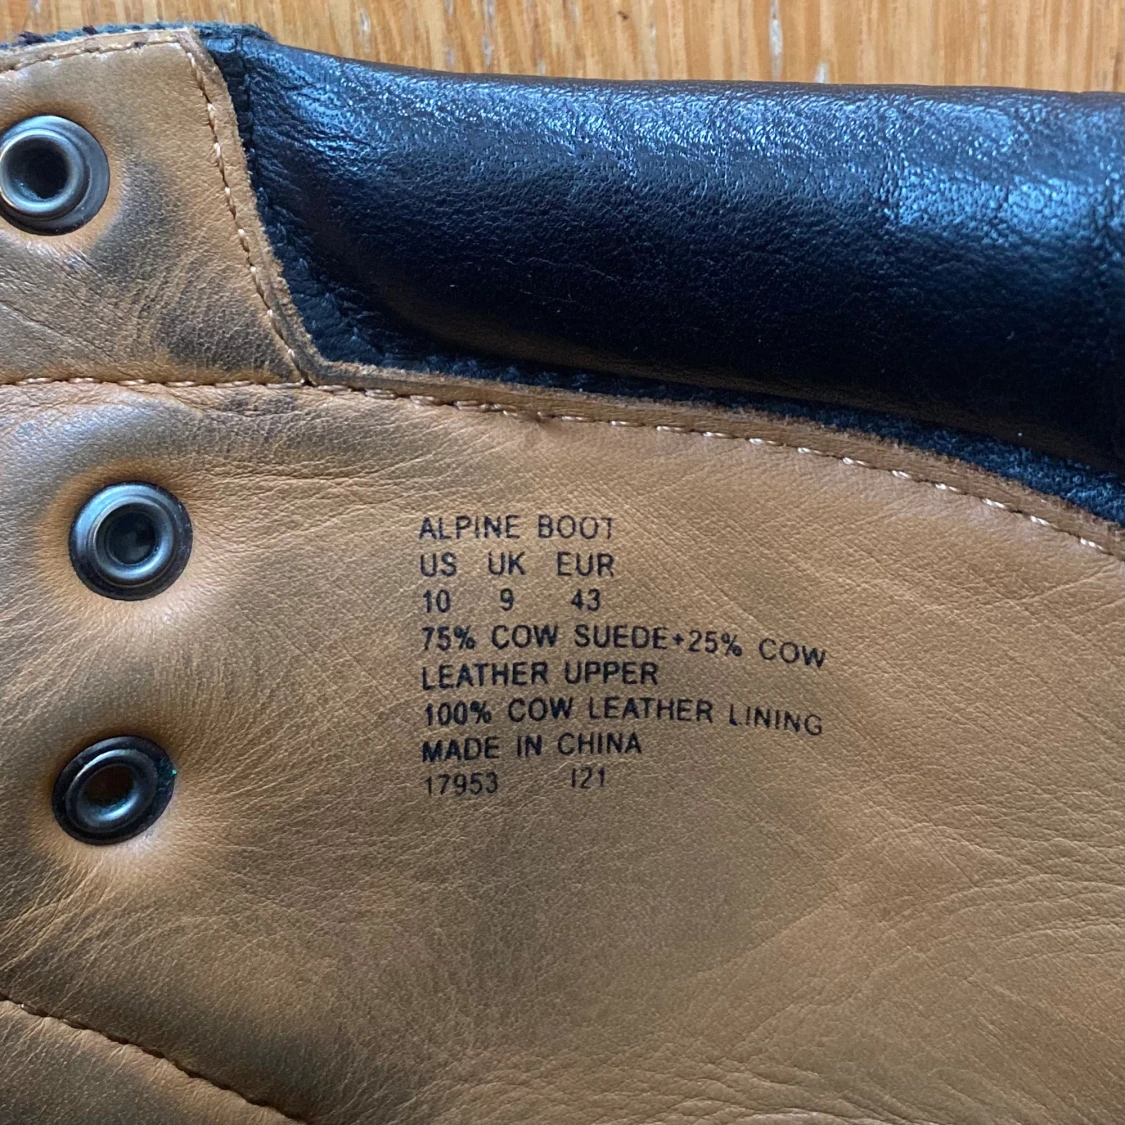 ALPINE BOOT
US UK EUR
10 9 43
75% COW SUEDE+25% COW
LEATHER UPPER
100% COW LEATHER LINING
MADE IN CHINA
17953 I21